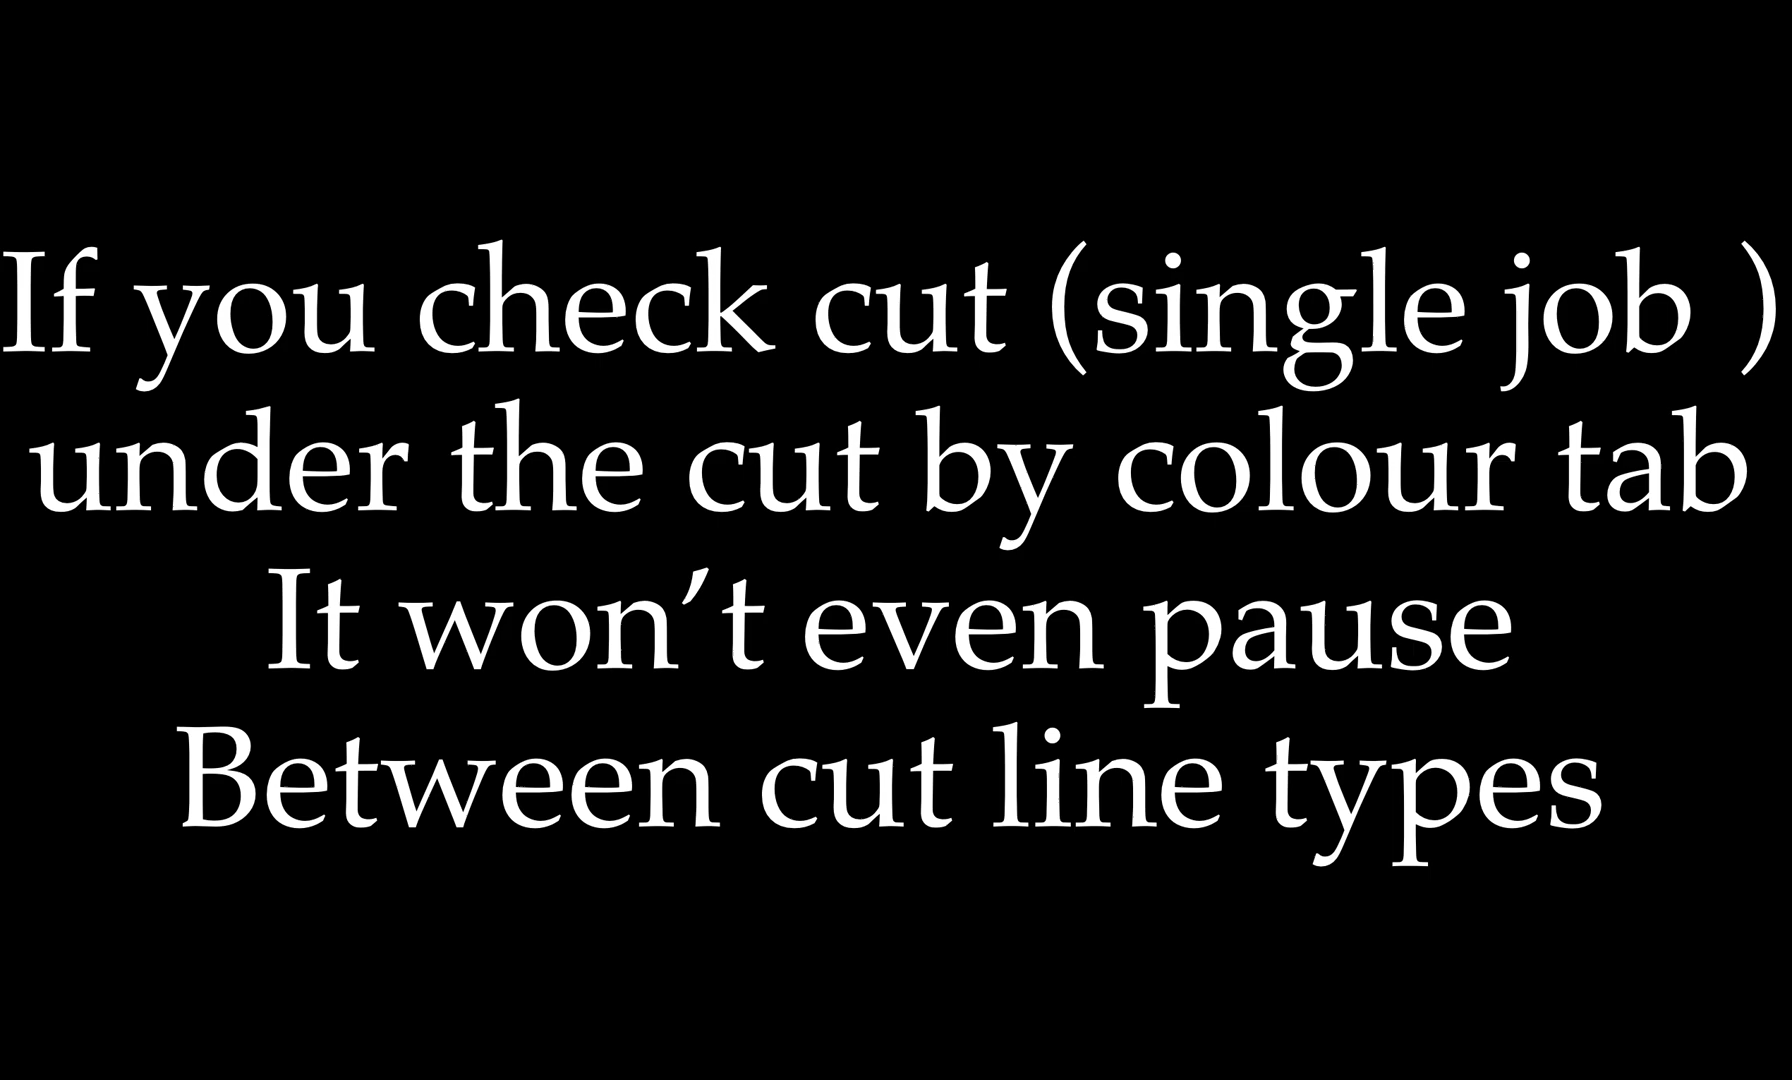 If you check cut (single job )
under the cut by colour tab
It won’t even pause
Between cut line types